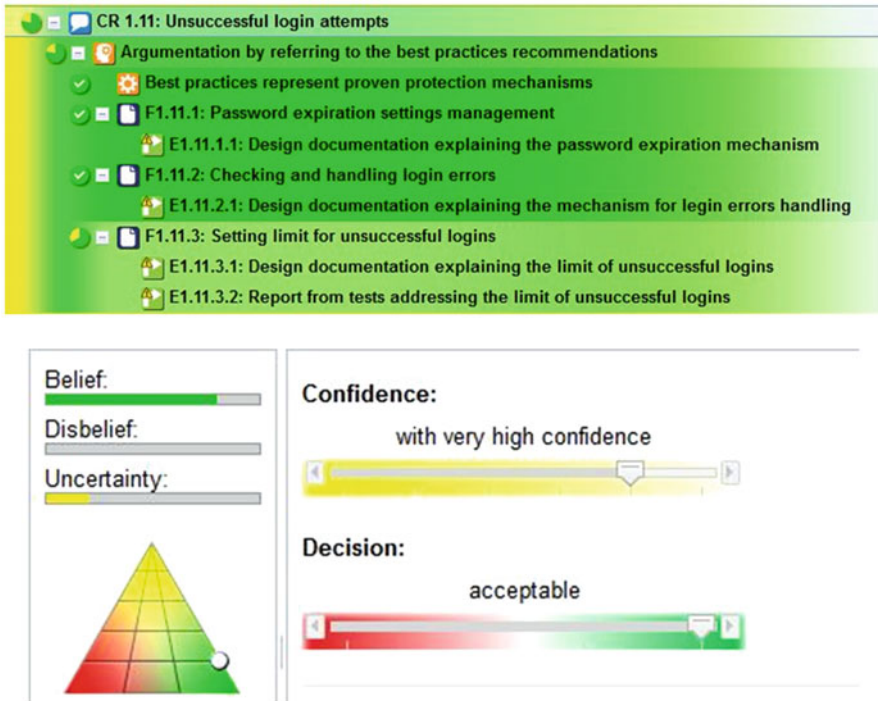 CR 1.11: Unsuccessful login attempts
Argumentation by referring to the best practices recommendations
Best practices represent proven protection mechanisms
F1.11.1: Password expiration settings management
E1.11.1.1: Design documentation explaining the password expiration mechanism
F1.11.2: Checking and handling login errors
E1.11.2.1: Design documentation explaining the mechanism for legin errors handling
F1.11.3: Setting limit for unsuccessful logins
E1.11.3.1: Design documentation explaining the limit of unsuccessful logins
E1.11.3.2: Report from tests addressing the limit of unsuccessful logins
Belief:
Disbelief:
Uncertainty:
Confidence:
with very high confidence
Decision:
acceptable